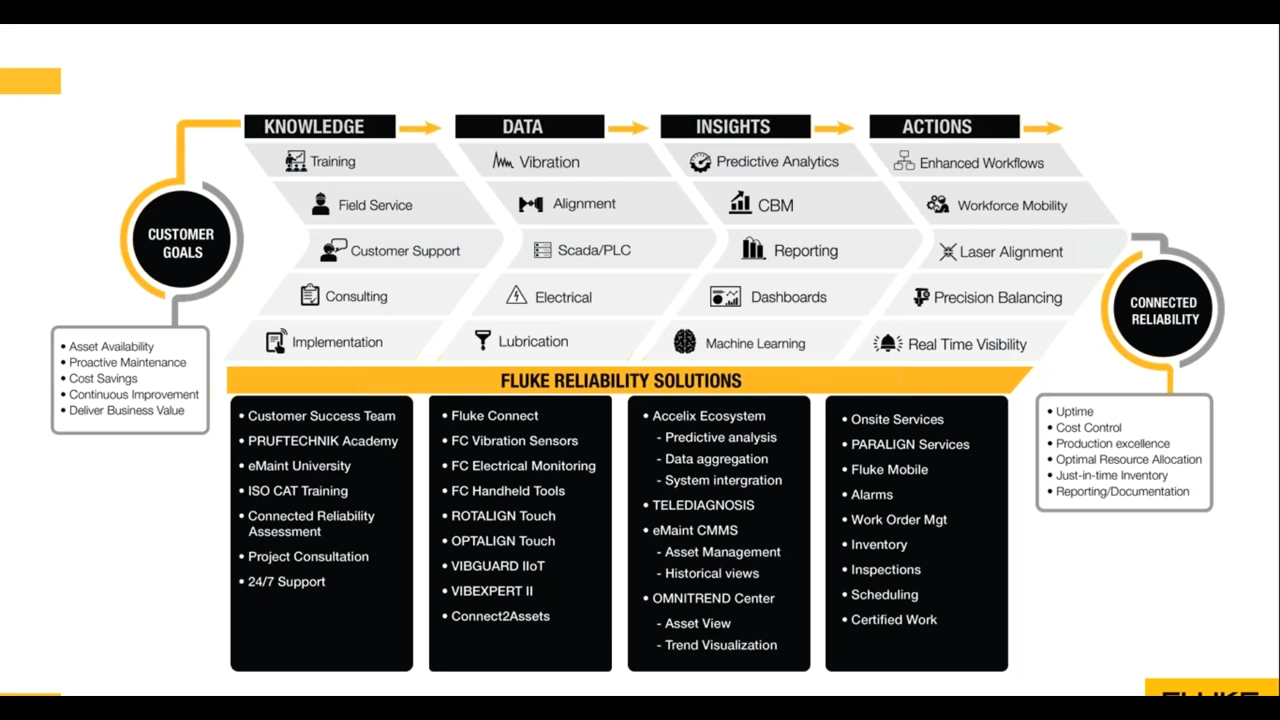 KNOWLEDGE
DATA
INSIGHTS
ACTIONS
Training
Field Service
Customer Support
Consulting
Implementation
Vibration
Alignment
Scada/PLC
Electrical
Lubrication
Predictive Analytics
CBM
Reporting
Dashboards
Machine Learning
Enhanced Workflows
Workforce Mobility
Laser Alignment
Precision Balancing
Real Time Visibility
CUSTOMER
GOALS
• Asset Availability
• Proactive Maintenance
• Cost Savings
• Continuous Improvement
• Deliver Business Value
CONNECTED
RELIABILITY
• Uptime
• Cost Control
• Production excellence
• Optimal Resource Allocation
• Just-in-time Inventory
• Reporting/Documentation
FLUKE RELIABILITY SOLUTIONS
• Customer Success Team
• PRUFTECHNIK Academy
• eMaint University
• ISO CAT Training
• Connected Reliability
Assessment
• Project Consultation
• 24/7 Support
• Fluke Connect
• FC Vibration Sensors
• FC Electrical Monitoring
• FC Handheld Tools
• ROTALIGN Touch
• OPTALIGN Touch
• VIBGUARD IIoT
• VIBEXPERT II
• Connect2Assets
• Accelix Ecosystem
- Predictive analysis
- Data aggregation
- System intergration
• TELEDIAGNOSIS
• eMaint CMMS
- Asset Management
- Historical views
• OMNITREND Center
- Asset View
- Trend Visualization
• Onsite Services
• PARALIGN Services
• Fluke Mobile
• Alarms
• Work Order Mgt
• Inventory
• Inspections
• Scheduling
• Certified Work
FLUKE